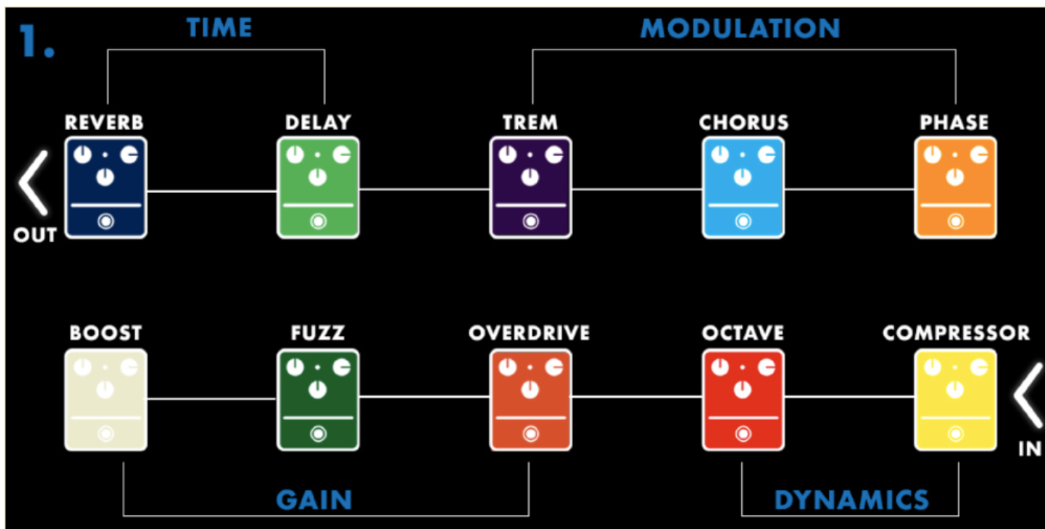 1.
TIME
MODULATION
REVERB
DELAY
TREM
CHORUS
PHASE
OUT
BOOST
FUZZ
OVERDRIVE
OCTAVE
COMPRESSOR
IN
GAIN
DYNAMICS